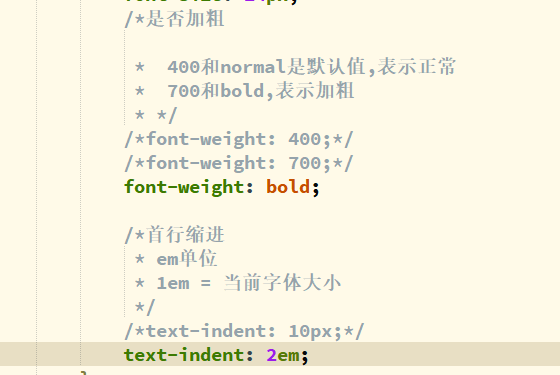 /*是否加粗
*  400和normal是默认值,表示正常
*  700和bold,表示加粗
* */
/*font-weight: 400;*/
/*font-weight: 700;*/
font-weight: bold;
/*首行缩进
* em单位
* 1em = 当前字体大小
*/
/*text-indent: 10px;*/
text-indent: 2em;